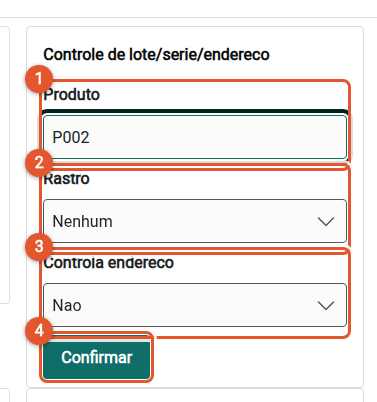 Controle de lote/serie/endereco
1
Produto
P002
2
Rastro
Nenhum
3
Controla endereco
Nao
4
Confirmar